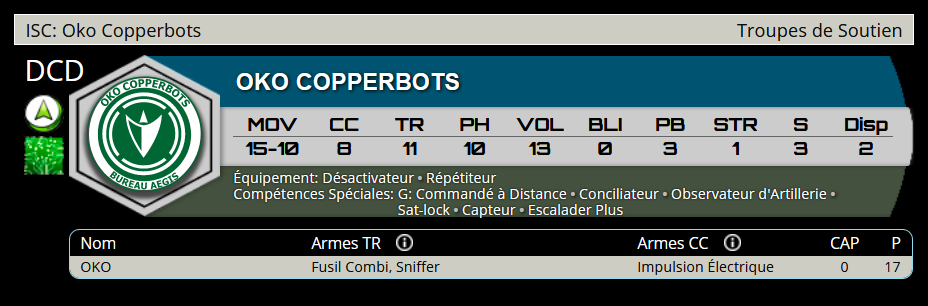 ISC: Oko Copperbots Troupes de Soutien
DCD
OKO COPPERBOTS
BUREAU AEGIS
OKO COPPERBOTS
MOV CC TR PH VOL BLI PB STR S Disp
15-10 8 11 10 13 0 3 1 3 2
Équipement: Désactivateur • Répétiteur
Compétences Spéciales: G: Commandé à Distance • Conciliateur • Observateur d'Artillerie •
Sat-lock • Capteur • Escalader Plus
Nom Armes TR i Armes CC i CAP P
OKO Fusil Combi, Sniffer Impulsion Électrique 0 17